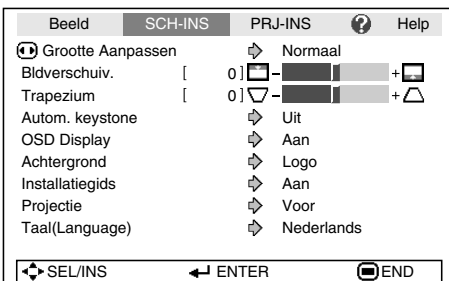 Beeld SCH-INS PRJ-INS ? Help
Grootte Aanpassen Normaal
Bldverschuiv. [ 0] - +
Trapezium [ 0] - +
Autom. keystone Uit
OSD Display Aan
Achtergrond Logo
Installatiegids Aan
Projectie Voor
Taal(Language) Nederlands
SEL/INS ENTER END